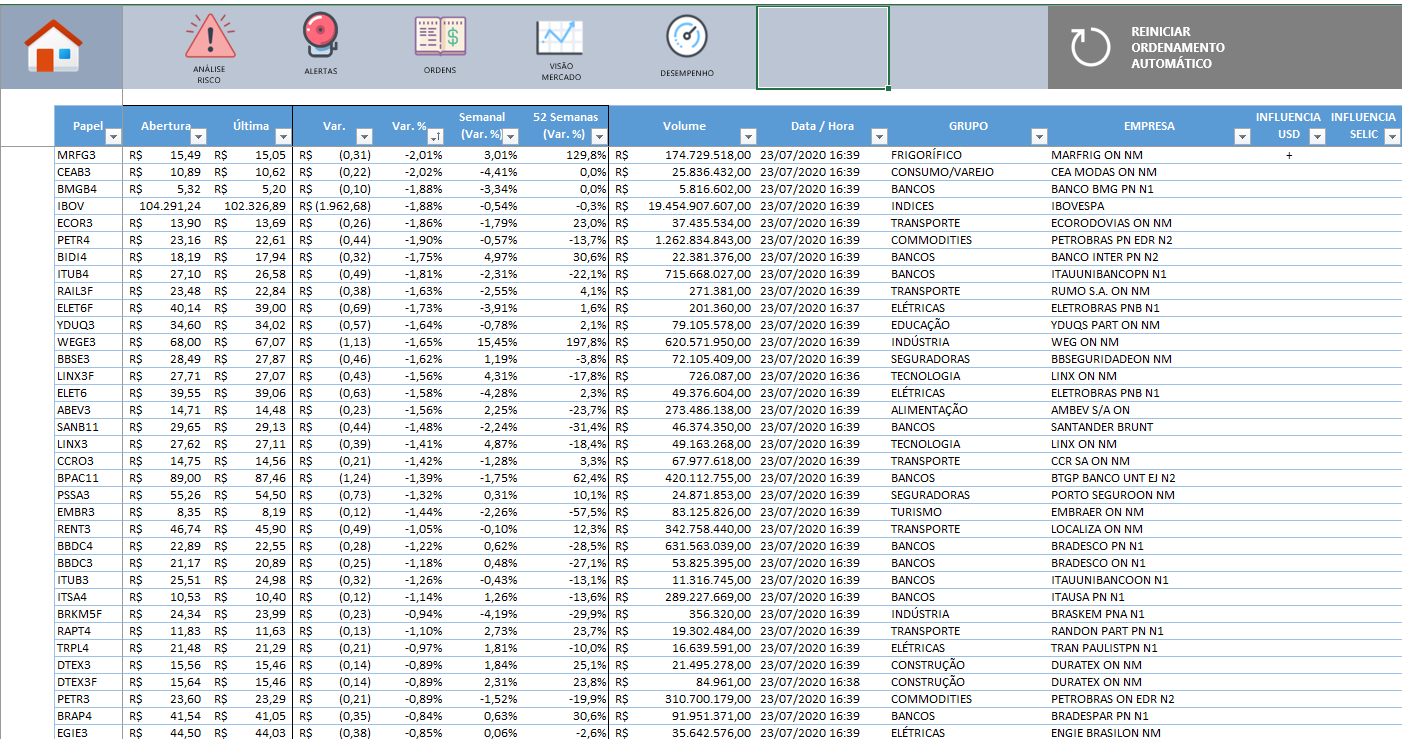 ANÁLISE RISCO
ALERTAS
ORDENS
VISÃO MERCADO
DESEMPENHO
REINICIAR
ORDENAMENTO
AUTOMÁTICO
Papel Abertura Última Var. Var. % Semanal (Var. %) 52 Semanas (Var. %) Volume Data / Hora GRUPO EMPRESA INFLUENCIA USD INFLUENCIA SELIC
MRFG3 R$ 15,49 R$ 15,05 R$ (0,31) -2,01% 3,01% 129,8% R$ 174.729.518,00 23/07/2020 16:39 FRIGORÍFICO MARFRIG ON NM +
CEAB3 R$ 10,89 R$ 10,62 R$ (0,22) -2,02% -4,41% 0,0% R$ 25.836.432,00 23/07/2020 16:39 CONSUMO/VAREJO CEA MODAS ON NM
BMGB4 R$ 5,32 R$ 5,20 R$ (0,10) -1,88% -3,34% 0,0% R$ 5.816.602,00 23/07/2020 16:39 BANCOS BANCO BMG PN N1
IBOV 104.291,24 102.326,89 R$ (1.962,68) -1,88% -0,54% -0,3% R$ 19.454.907.607,00 23/07/2020 16:39 INDICES IBOVESPA
ECOR3 R$ 13,90 R$ 13,69 R$ (0,26) -1,86% -1,79% 23,0% R$ 37.435.534,00 23/07/2020 16:39 TRANSPORTE ECORODOVIAS ON NM
PETR4 R$ 23,16 R$ 22,61 R$ (0,44) -1,90% -0,57% -13,7% R$ 1.262.834.843,00 23/07/2020 16:39 COMMODITIES PETROBRAS PN EDR N2
BIDI4 R$ 18,19 R$ 17,94 R$ (0,32) -1,75% 4,97% 30,6% R$ 22.381.376,00 23/07/2020 16:39 BANCOS BANCO INTER PN N2
ITUB4 R$ 27,10 R$ 26,58 R$ (0,49) -1,81% -2,31% -22,1% R$ 715.668.027,00 23/07/2020 16:39 BANCOS ITAUUNIBANCOPN N1
RAIL3F R$ 23,48 R$ 22,84 R$ (0,38) -1,63% -2,55% 4,1% R$ 271.381,00 23/07/2020 16:39 TRANSPORTE RUMO S.A. ON NM
ELET6F R$ 40,14 R$ 39,00 R$ (0,69) -1,73% -3,91% 1,6% R$ 201.360,00 23/07/2020 16:37 ELÉTRICAS ELETROBRAS PNB N1
YDUQ3 R$ 34,60 R$ 34,02 R$ (0,57) -1,64% -0,78% 2,1% R$ 79.105.578,00 23/07/2020 16:39 EDUCAÇÃO YDUQS PART ON NM
WEGE3 R$ 68,00 R$ 67,07 R$ (1,13) -1,65% 15,45% 197,8% R$ 620.571.950,00 23/07/2020 16:39 INDÚSTRIA WEG ON NM
BBSE3 R$ 28,49 R$ 27,87 R$ (0,46) -1,62% 1,19% -3,8% R$ 72.105.409,00 23/07/2020 16:39 SEGURADORAS BBSEGURIDADEON NM
LINX3F R$ 27,71 R$ 27,07 R$ (0,43) -1,56% 4,31% -17,8% R$ 726.087,00 23/07/2020 16:36 TECNOLOGIA LINX ON NM
ELET6 R$ 39,55 R$ 39,06 R$ (0,63) -1,58% -4,28% 2,3% R$ 49.376.604,00 23/07/2020 16:39 ELÉTRICAS ELETROBRAS PNB N1
ABEV3 R$ 14,71 R$ 14,48 R$ (0,23) -1,56% 2,25% -23,7% R$ 273.486.138,00 23/07/2020 16:39 ALIMENTAÇÃO AMBEV S/A ON
SANB11 R$ 29,65 R$ 29,13 R$ (0,44) -1,48% -2,24% -31,4% R$ 46.374.350,00 23/07/2020 16:39 BANCOS SANTANDER BRUNT
LINX3 R$ 27,62 R$ 27,11 R$ (0,39) -1,41% 4,87% -18,4% R$ 49.163.268,00 23/07/2020 16:39 TECNOLOGIA LINX ON NM
CCRO3 R$ 14,75 R$ 14,56 R$ (0,21) -1,42% -1,28% 3,3% R$ 67.977.618,00 23/07/2020 16:39 TRANSPORTE CCR SA ON NM
BPAC11 R$ 89,00 R$ 87,46 R$ (1,24) -1,39% -1,75% 62,4% R$ 420.112.755,00 23/07/2020 16:39 BANCOS BTGP BANCO UNT EJ N2
PSSA3 R$ 55,26 R$ 54,50 R$ (0,73) -1,32% 0,31% 10,1% R$ 24.871.853,00 23/07/2020 16:39 SEGURADORAS PORTO SEGUROON NM
EMBR3 R$ 8,35 R$ 8,19 R$ (0,12) -1,44% -2,26% -57,5% R$ 83.125.826,00 23/07/2020 16:39 TURISMO EMBRAER ON NM
RENT3 R$ 46,74 R$ 45,90 R$ (0,49) -1,05% -0,10% 12,3% R$ 342.758.440,00 23/07/2020 16:39 TRANSPORTE LOCALIZA ON NM
BBDC4 R$ 22,89 R$ 22,55 R$ (0,28) -1,22% 0,62% -28,5% R$ 631.563.039,00 23/07/2020 16:39 BANCOS BRADESCO PN N1
BBDC3 R$ 21,17 R$ 20,89 R$ (0,25) -1,18% 0,48% -27,1% R$ 53.825.395,00 23/07/2020 16:39 BANCOS BRADESCO ON N1
ITUB3 R$ 25,51 R$ 24,98 R$ (0,32) -1,26% -0,43% -13,1% R$ 11.316.745,00 23/07/2020 16:39 BANCOS ITAUUNIBANCOON N1
ITSA4 R$ 10,53 R$ 10,40 R$ (0,12) -1,14% 1,26% -13,6% R$ 289.227.669,00 23/07/2020 16:39 BANCOS ITAUSA PN N1
BRKM5F R$ 24,34 R$ 23,99 R$ (0,23) -0,94% -4,19% -29,9% R$ 356.320,00 23/07/2020 16:39 INDÚSTRIA BRASKEM PNA N1
RAPT4 R$ 11,83 R$ 11,63 R$ (0,13) -1,10% 2,73% 23,7% R$ 19.302.484,00 23/07/2020 16:39 TRANSPORTE RANDON PART PN N1
TRPL4 R$ 21,48 R$ 21,29 R$ (0,21) -0,97% 1,81% -10,0% R$ 16.639.591,00 23/07/2020 16:39 ELÉTRICAS TRAN PAULISTPN N1
DTEX3 R$ 15,56 R$ 15,46 R$ (0,14) -0,89% 1,84% 25,1% R$ 21.495.278,00 23/07/2020 16:39 CONSTRUÇÃO DURATEX ON NM
DTEX3F R$ 15,64 R$ 15,46 R$ (0,14) -0,89% 2,31% 23,8% R$ 84.961,00 23/07/2020 16:38 CONSTRUÇÃO DURATEX ON NM
PETR3 R$ 23,60 R$ 23,29 R$ (0,21) -0,89% -1,52% -19,9% R$ 310.700.179,00 23/07/2020 16:39 COMMODITIES PETROBRAS ON EDR N2
BRAP4 R$ 41,54 R$ 41,05 R$ (0,35) -0,84% 0,63% 30,6% R$ 91.951.371,00 23/07/2020 16:39 BANCOS BRADESPAR PN N1
EGIE3 R$ 44,50 R$ 44,03 R$ (0,38) -0,85% 0,06% -2,6% R$ 35.642.576,00 23/07/2020 16:39 ELÉTRICAS ENGIE BRASILON NM